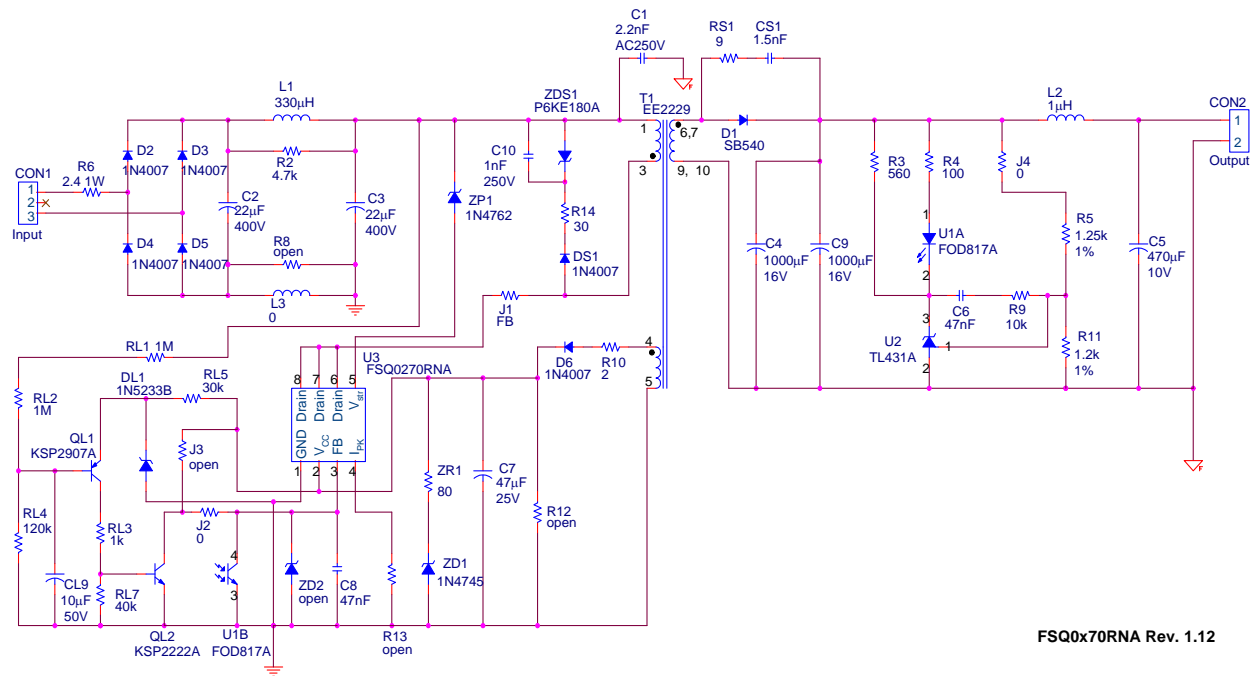 C1
2.2nF
AC250V
RS1
9
CS1
1.5nF
L1
330µH
ZDS1
P6KE180A
T1
EE2229
1
6,7
3
9, 10
D1
SB540
L2
1µH
CON2
1
2
Output
D2
1N4007
D3
1N4007
R6
2.4 1W
CON1
1
2
3
Input
R2
4.7k
C2
22µF
400V
C3
22µF
400V
C10
1nF
250V
R14
30
ZP1
1N4762
DS1
1N4007
D4
1N4007
D5
1N4007
R8
open
L3
0
J1
FB
R3
560
R4
100
J4
0
1
U1A
FOD817A
2
R5
1.25k
1%
C4
1000µF
16V
C9
1000µF
16V
C5
470µF
10V
C6
47nF
R9
10k
3
U2
TL431A
1
2
R11
1.2k
1%
RL1 1M
U3
FSQ0270RNA
D6
1N4007
R10
2
4
5
DL1
1N5233B
RL5
30k
RL2
1M
8
7
6
5
Drain
Drain
Drain
Vstr
GND
VCC
FB
IPK
1
2
3
4
QL1
KSP2907A
J3
open
ZR1
80
C7
47µF
25V
R12
open
RL4
120k
RL3
1k
J2
0
4
3
CL9
10µF
50V
RL7
40k
ZD2
open
C8
47nF
ZD1
1N4745
R13
open
QL2
KSP2222A
U1B
FOD817A
FSQ0x70RNA Rev. 1.12
F
F